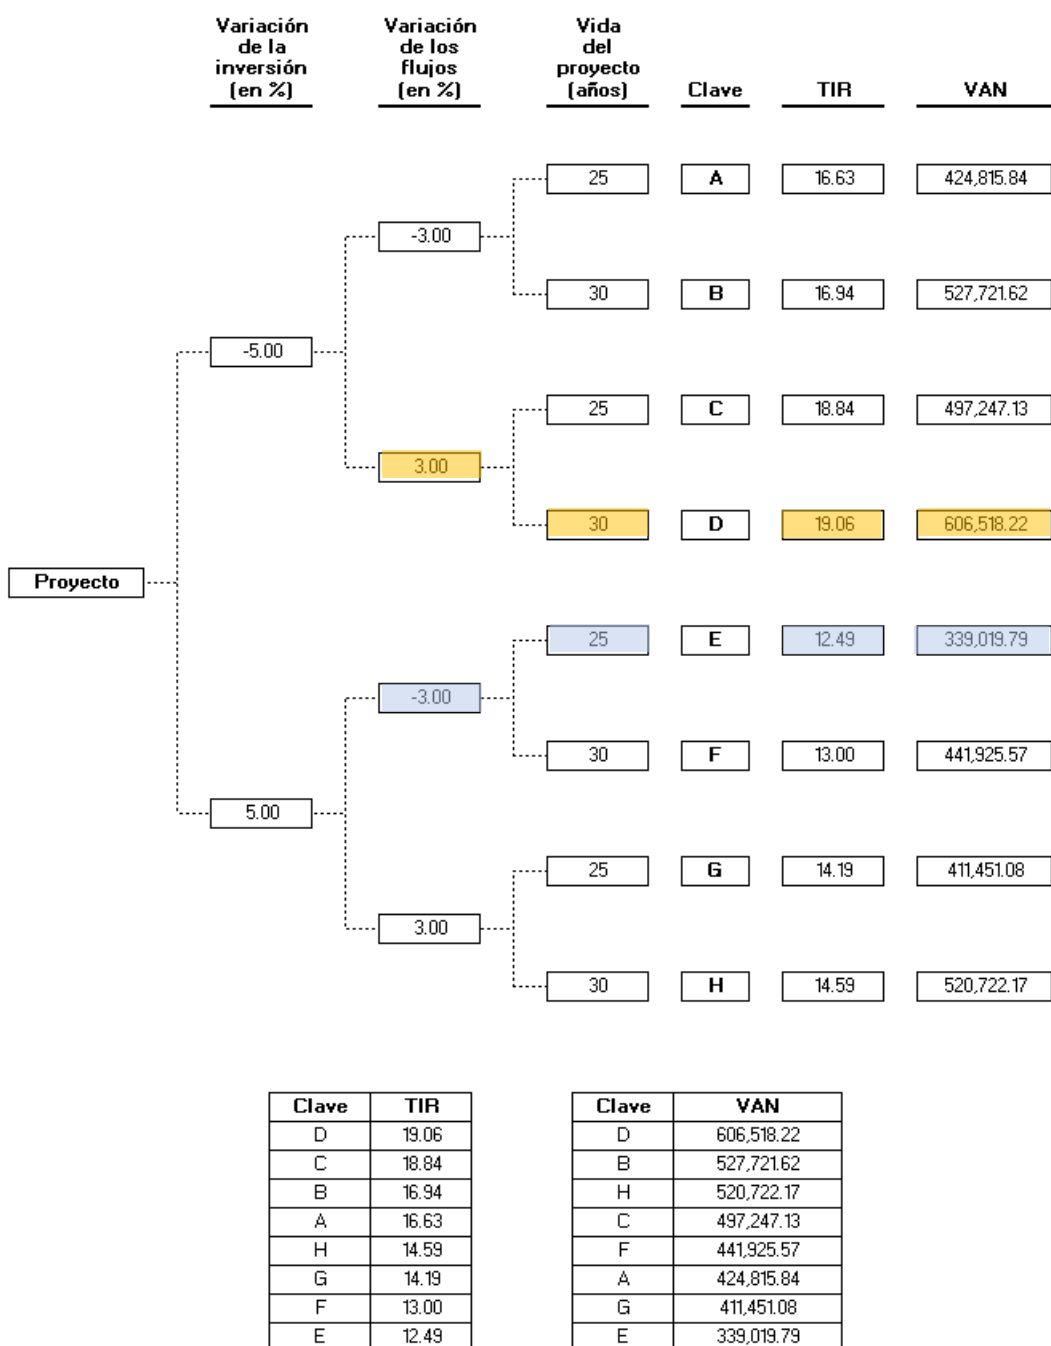 Variación de la inversión (en %) Variación de los flujos (en %) Vida del proyecto (años) Clave TIR VAN
25 A 16.63 424,815.84
-3.00
30 B 16.94 527,721.62
-5.00
25 C 18.84 497,247.13
3.00
30 D 19.06 606,518.22
Proyecto
25 E 12.49 339,019.79
-3.00
30 F 13.00 441,925.57
5.00
25 G 14.19 411,451.08
3.00
30 H 14.59 520,722.17
Clave TIR
D 19.06
C 18.84
B 16.94
A 16.63
H 14.59
G 14.19
F 13.00
E 12.49
Clave VAN
D 606,518.22
B 527,721.62
H 520,722.17
C 497,247.13
F 441,925.57
A 424,815.84
G 411,451.08
E 339,019.79